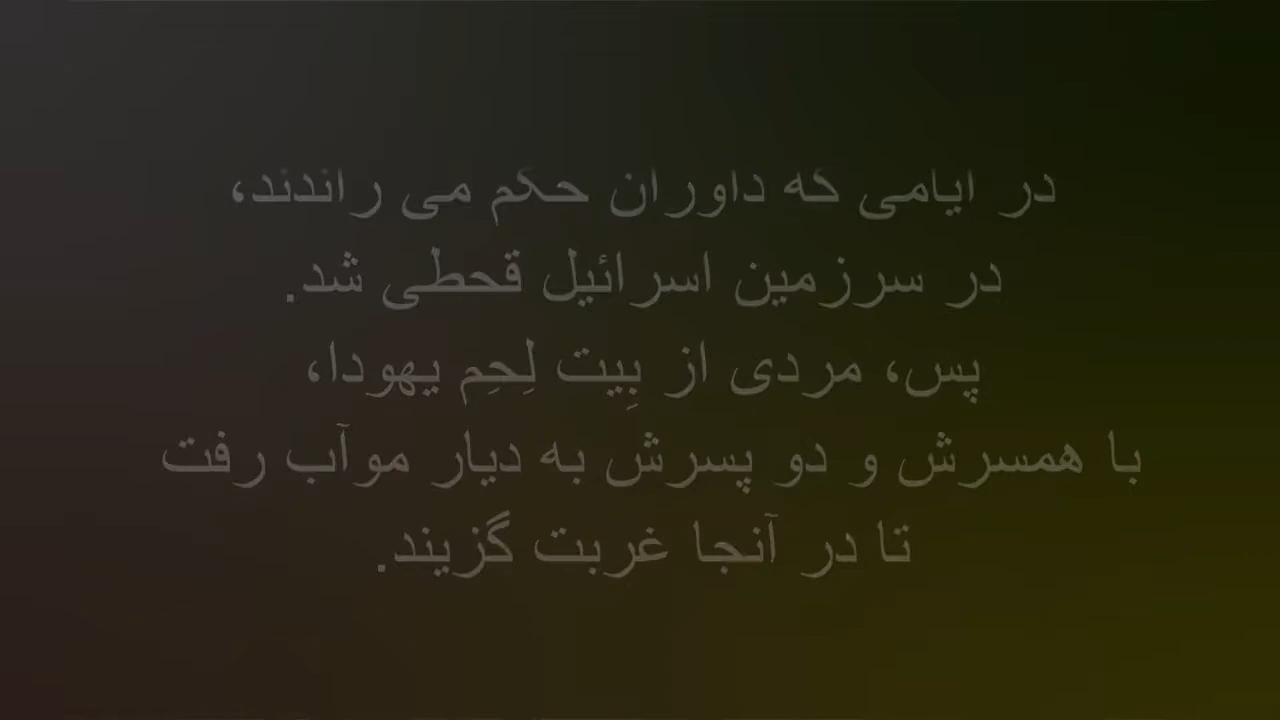 در ایامی که داوران حکم می راندند،
در سرزمین اسرائیل قحطی شد.
پس، مردی از بِیت لِحِم یهودا،
با همسرش و دو پسرش به دیار موآب رفت
تا در آنجا غربت گزیند.